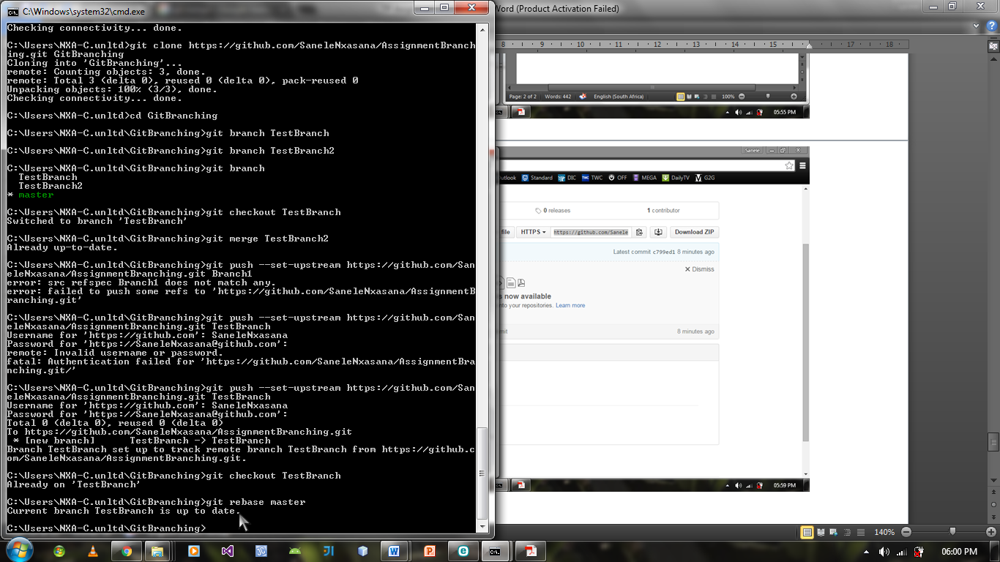 C:\Windows\system32\cmd.exe
Checking connectivity... done.
C:\Users\NXA-C.unltd>git clone https://github.com/SaneleNxasana/AssignmentBranch
ing.git GitBranching
Cloning into 'GitBranching'...
remote: Counting objects: 3, done.
remote: Total 3 (delta 0), reused 0 (delta 0), pack-reused 0
Unpacking objects: 100% (3/3), done.
Checking connectivity... done.
C:\Users\NXA-C.unltd>cd GitBranching
C:\Users\NXA-C.unltd\GitBranching>git branch TestBranch
C:\Users\NXA-C.unltd\GitBranching>git branch TestBranch2
C:\Users\NXA-C.unltd\GitBranching>git branch
TestBranch
TestBranch2
* master
C:\Users\NXA-C.unltd\GitBranching>git checkout TestBranch
Switched to branch 'TestBranch'
C:\Users\NXA-C.unltd\GitBranching>git merge TestBranch2
Already up-to-date.
C:\Users\NXA-C.unltd\GitBranching>git push --set-upstream https://github.com/San
eleNxasana/AssignmentBranching.git Branch1
error: src refspec Branch1 does not match any.
error: failed to push some refs to 'https://github.com/SaneleNxasana/AssignmentB
ranching.git'
C:\Users\NXA-C.unltd\GitBranching>git push --set-upstream https://github.com/San
eleNxasana/AssignmentBranching.git TestBranch
Username for 'https://github.com': SaneleNxasana
Password for 'https://SaneleNxasana@github.com':
remote: Invalid username or password.
fatal: Authentication failed for 'https://github.com/SaneleNxasana/AssignmentBra
nching.git/'
C:\Users\NXA-C.unltd\GitBranching>git push --set-upstream https://github.com/San
eleNxasana/AssignmentBranching.git TestBranch
Username for 'https://github.com': SaneleNxasana
Password for 'https://SaneleNxasana@github.com':
Total 0 (delta 0), reused 0 (delta 0)
To https://github.com/SaneleNxasana/AssignmentBranching.git
* [new branch] TestBranch -> TestBranch
Branch TestBranch set up to track remote branch TestBranch from https://github.c
om/SaneleNxasana/AssignmentBranching.git.
C:\Users\NXA-C.unltd\GitBranching>git checkout TestBranch
Already on 'TestBranch'
C:\Users\NXA-C.unltd\GitBranching>git rebase master
Current branch TestBranch is up to date.
C:\Users\NXA-C.unltd\GitBranching>
Word (Product Activation Failed)
8 9 10 11 12 13 14 15 17 18
Page: 2 of 2 Words: 442 English (South Africa) 100%
05:55 PM
Sanele
utlook Standard DIC TWC OFF MEGA DailyTV G2G
0 releases 1 contributor
file HTTPS https://github.com/Sanele Download ZIP
Latest commit c799ed1 8 minutes ago
Dismiss
s now available
nto your repositories. Learn more
mit 8 minutes ago
05:59 PM
140%
06:00 PM